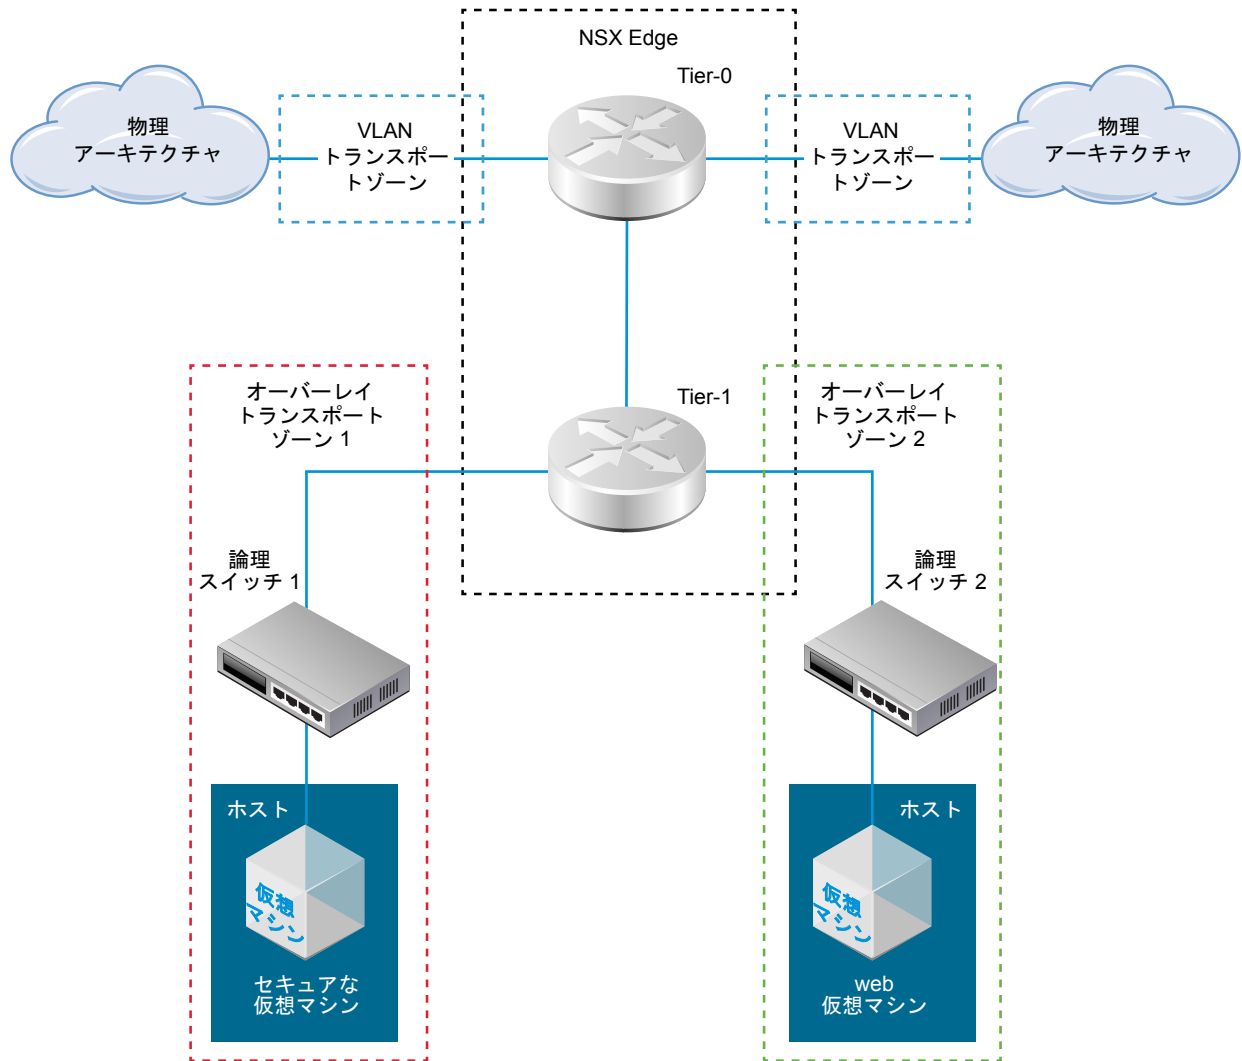 NSX Edge
Tier-0
物理
アーキテクチャ
VLAN
トランスポー
トゾーン
VLAN
トランスポー
トゾーン
物理
アーキテクチャ
オーバーレイ
トランスポート
ゾーン 1
Tier-1
オーバーレイ
トランスポート
ゾーン 2
論理
スイッチ 1
論理
スイッチ 2
ホスト
仮想
マシン
セキュアな
仮想マシン
ホスト
仮想
マシン
web
仮想マシン